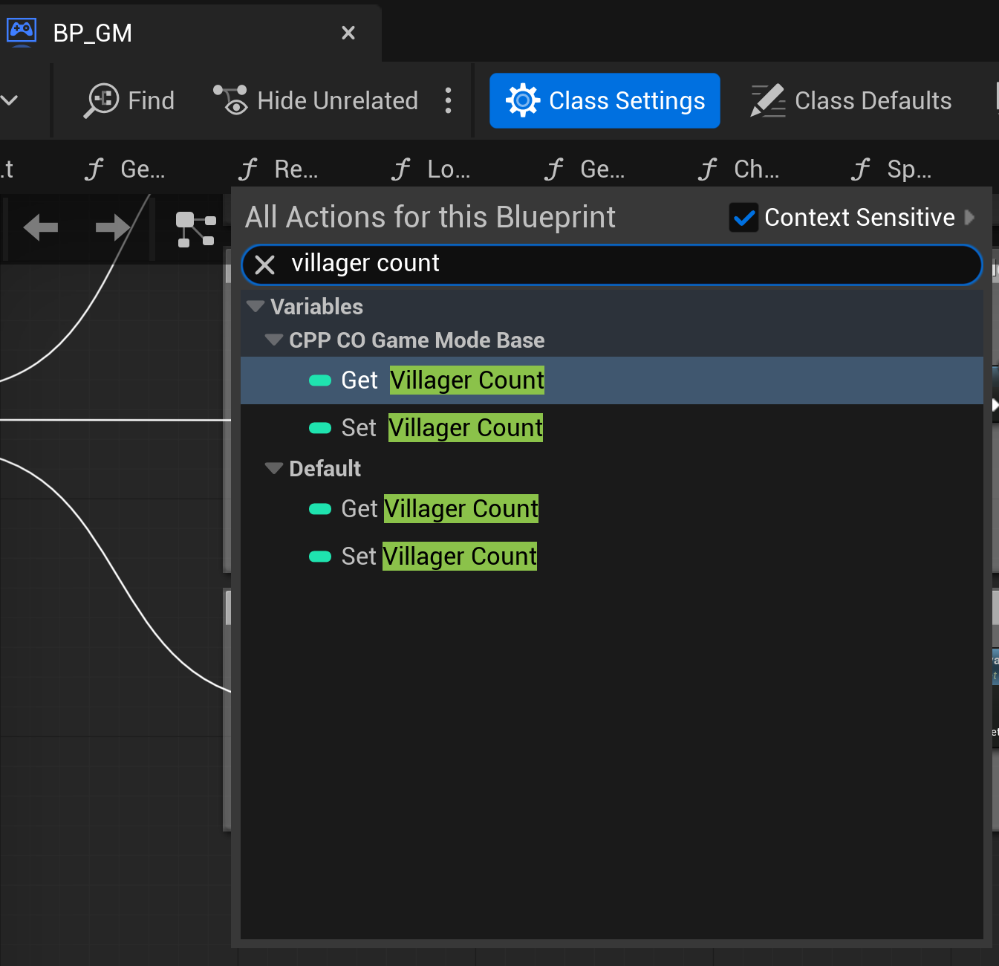 BP_GM
Find
Hide Unrelated
Class Settings
Class Defaults
.t
Ge...
Re...
Lo...
Ge...
Ch...
Sp...
All Actions for this Blueprint
Context Sensitive
villager count
Variables
CPP CO Game Mode Base
Get Villager Count
Set Villager Count
Default
Get Villager Count
Set Villager Count